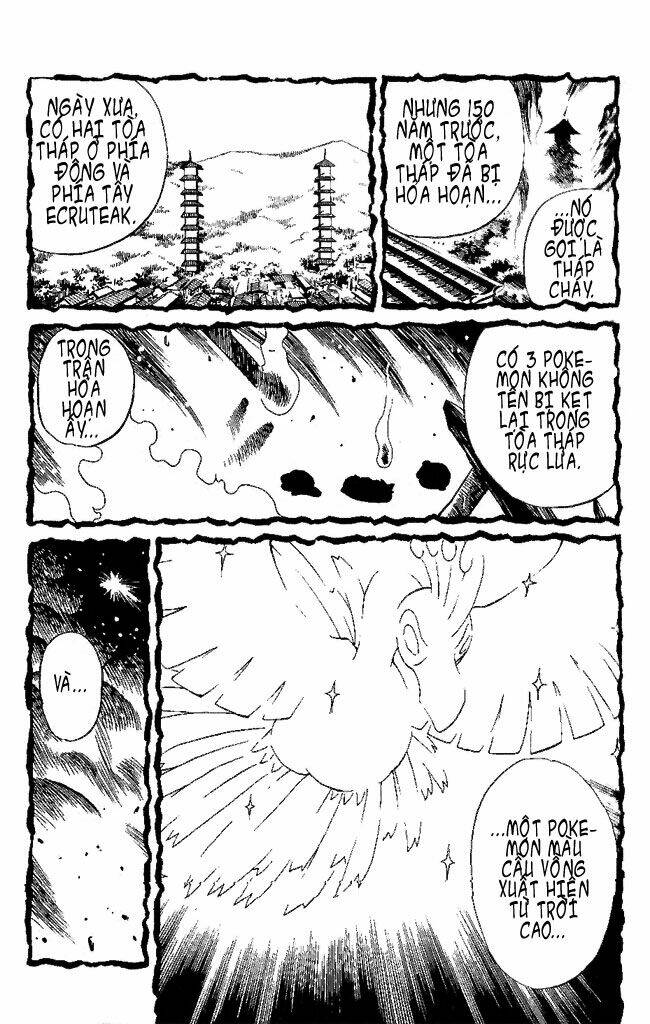 NGÀY XƯA,
CÓ HAI TÒA
THÁP Ở PHÍA
ĐÔNG VÀ
PHÍA TÂY
ECRUTEAK.
NHƯNG 150
NĂM TRƯỚC,
MỘT TÒA
THÁP ĐÃ BỊ
HỎA HOẠN...
...NÓ
ĐƯỢC
GỌI LÀ
THÁP
CHÁY.
TRONG
TRẬN
HỎA
HOẠN
ẤY...
CÓ 3 POKE-
MON KHÔNG
TÊN BỊ KẸT
LẠI TRONG
TÒA THÁP
RỰC LỬA.
VÀ...
...MỘT POKE-
MON MÀU
CẦU VỒNG
XUẤT HIỆN
TỪ TRỜI
CAO...